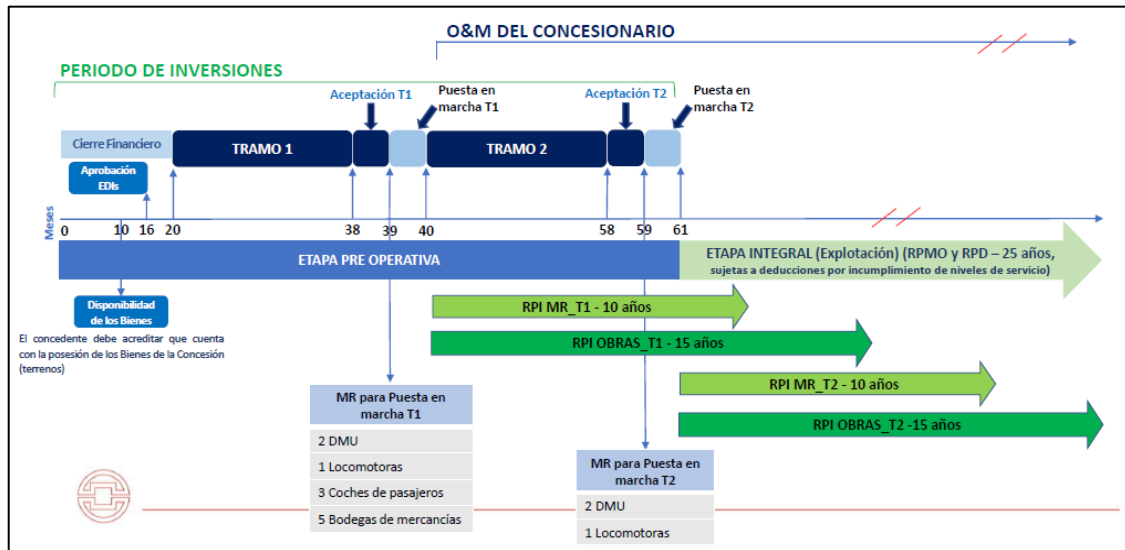 O&M DEL CONCESIONARIO
PERIODO DE INVERSIONES
Aceptación T1
Puesta en
marcha T1
Aceptación T2
Puesta en
marcha T2
Cierre Financiero
TRAMO 1
TRAMO 2
Aprobación
EDIs
Meses
0
10
16
20
38
39
40
58
59
61
ETAPA PRE OPERATIVA
ETAPA INTEGRAL (Explotación) (RPMO y RPD – 25 años,
sujetas a deducciones por incumplimiento de niveles de servicio)
Disponibilidad
de los Bienes
El concedente debe acreditar que cuenta
con la posesión de los Bienes de la Concesión
(terrenos)
RPI MR_T1 - 10 años
RPI OBRAS_T1 - 15 años
RPI MR_T2 - 10 años
RPI OBRAS_T2 -15 años
MR para Puesta en
marcha T1
2 DMU
1 Locomotoras
3 Coches de pasajeros
5 Bodegas de mercancías
MR para Puesta en
marcha T2
2 DMU
1 Locomotoras